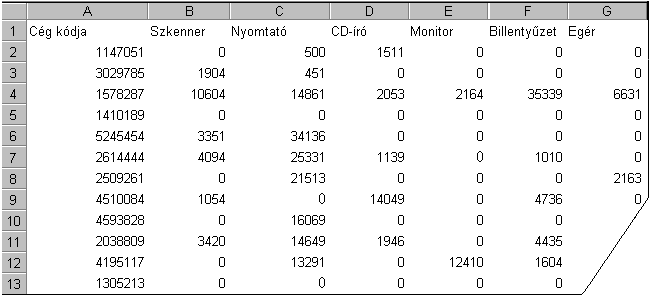 A B C D E F G
1 Cég kódja Szkenner Nyomtató CD-író Monitor Billentyűzet Egér
2 1147051 0 500 1511 0 0 0
3 3029785 1904 451 0 0 0 0
4 1578287 10604 14861 2053 2164 35339 6631
5 1410189 0 0 0 0 0 0
6 5245454 3351 34136 0 0 0 0
7 2614444 4094 25331 1139 0 1010 0
8 2509261 0 21513 0 0 0 2163
9 4510084 1054 0 14049 0 4736 0
10 4593828 0 16069 0 0 0
11 2038809 3420 14649 1946 0 4435
12 4195117 0 13291 0 12410 1604
13 1305213 0 0 0 0 0